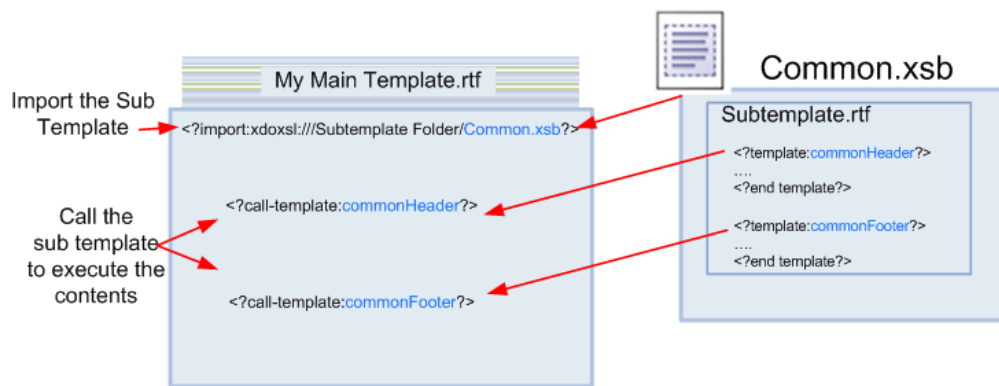 My Main Template.rtf
Import the Sub
Template
<?import:xdoxsl:///Subtemplate Folder/Common.xsb?>
<?call-template:commonHeader?>
Call the
sub template
to execute the
contents
<?call-template:commonFooter?>
Common.xsb
Subtemplate.rtf
<?template:commonHeader?>
....
<?end template?>
<?template:commonFooter?>
....
<?end template?>